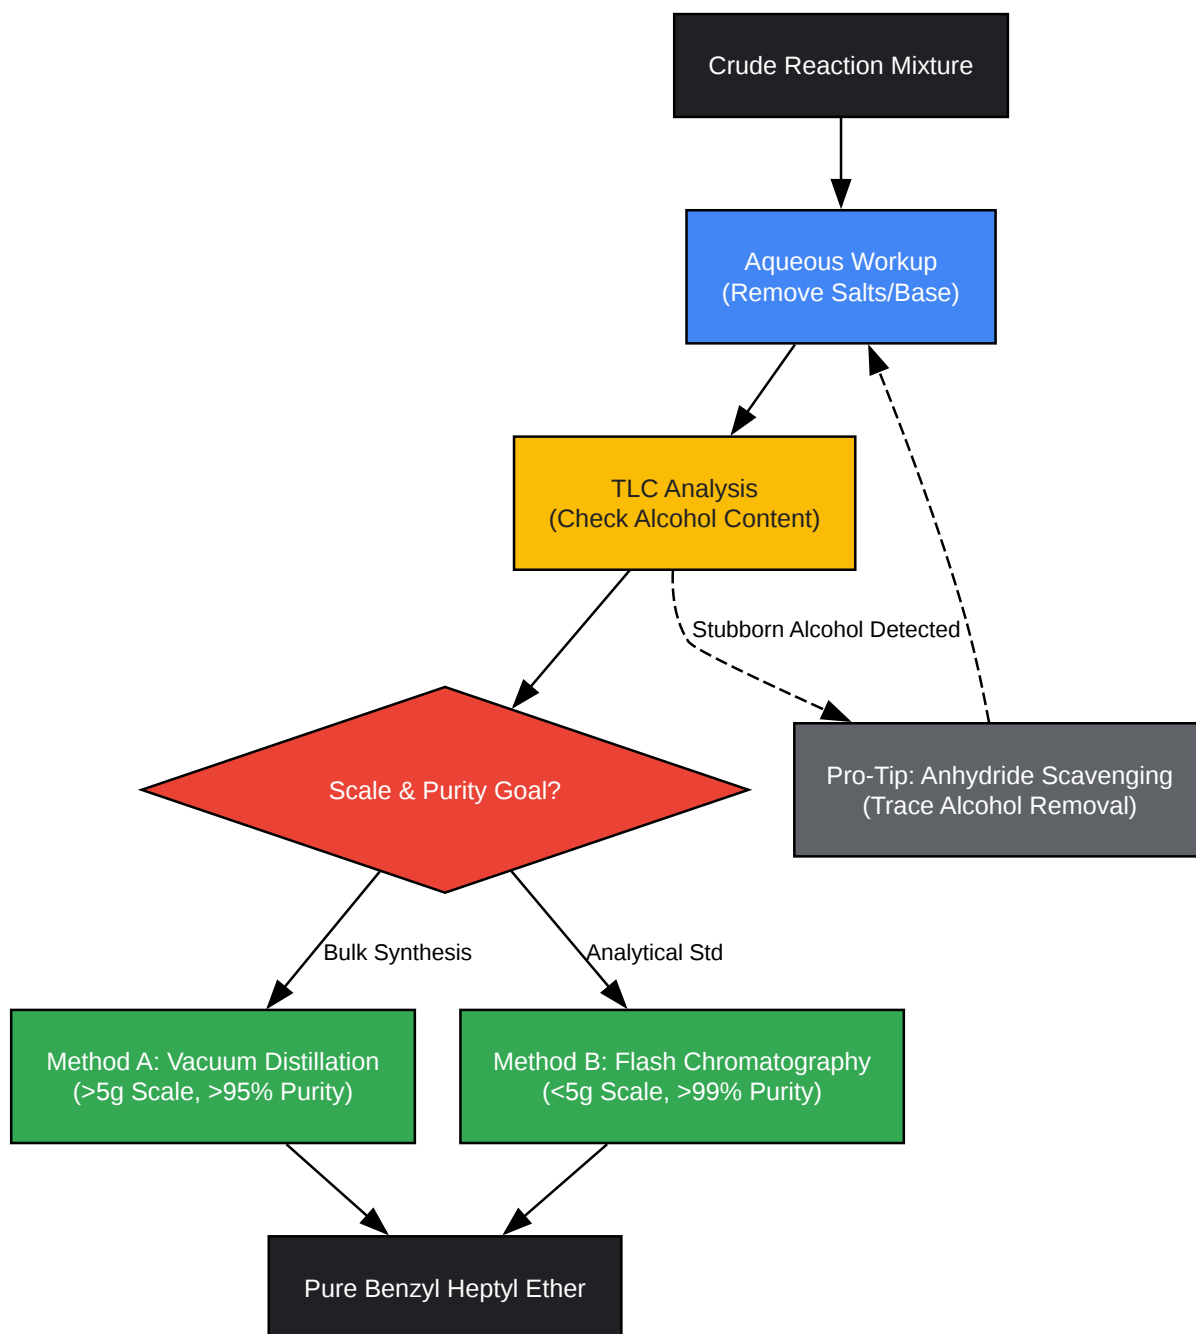 Crude Reaction Mixture
Aqueous Workup
(Remove Salts/Base)
TLC Analysis
(Check Alcohol Content)
Stubborn Alcohol Detected
Scale & Purity Goal?
Pro-Tip: Anhydride Scavenging
(Trace Alcohol Removal)
Bulk Synthesis
Analytical Std
Method A: Vacuum Distillation
(>5g Scale, >95% Purity)
Method B: Flash Chromatography
(<5g Scale, >99% Purity)
Pure Benzyl Heptyl Ether